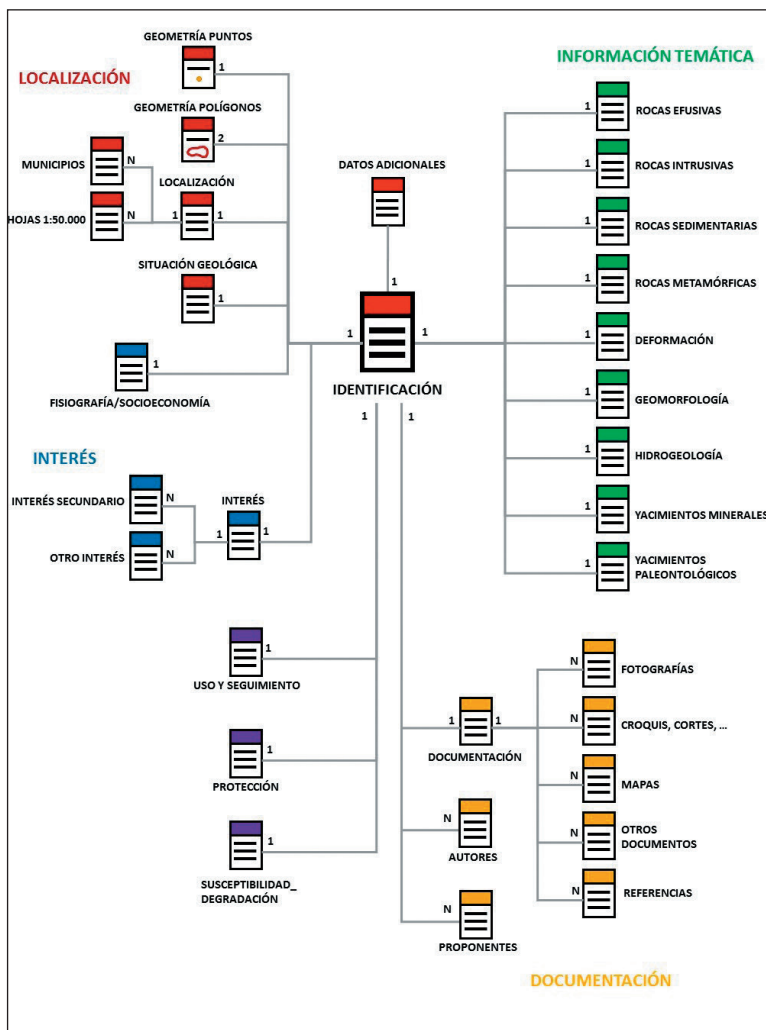 GEOMETRÍA PUNTOS
1
LOCALIZACIÓN
GEOMETRÍA POLÍGONOS
2
MUNICIPIOS
N
HOJAS 1:50.000
N
LOCALIZACIÓN
1
1
SITUACIÓN GEOLÓGICA
1
1
FISIOGRAFÍA/SOCIOECONOMÍA
DATOS ADICIONALES
1
1
1
IDENTIFICACIÓN
1
1
INFORMACIÓN TEMÁTICA
1
ROCAS EFUSIVAS
1
ROCAS INTRUSIVAS
1
ROCAS SEDIMENTARIAS
1
ROCAS METAMÓRFICAS
1
DEFORMACIÓN
1
GEOMORFOLOGÍA
1
HIDROGEOLOGÍA
1
YACIMIENTOS MINERALES
1
YACIMIENTOS
PALEONTOLÓGICOS
INTERÉS
INTERÉS SECUNDARIO
N
OTRO INTERÉS
N
INTERÉS
1
1
1
USO Y SEGUIMIENTO
1
PROTECCIÓN
1
SUSCEPTIBILIDAD_
DEGRADACIÓN
1
1
DOCUMENTACIÓN
N
AUTORES
N
PROPONENTES
N
FOTOGRAFÍAS
N
CROQUIS, CORTES, ...
N
MAPAS
N
OTROS
DOCUMENTOS
N
REFERENCIAS
DOCUMENTACIÓN